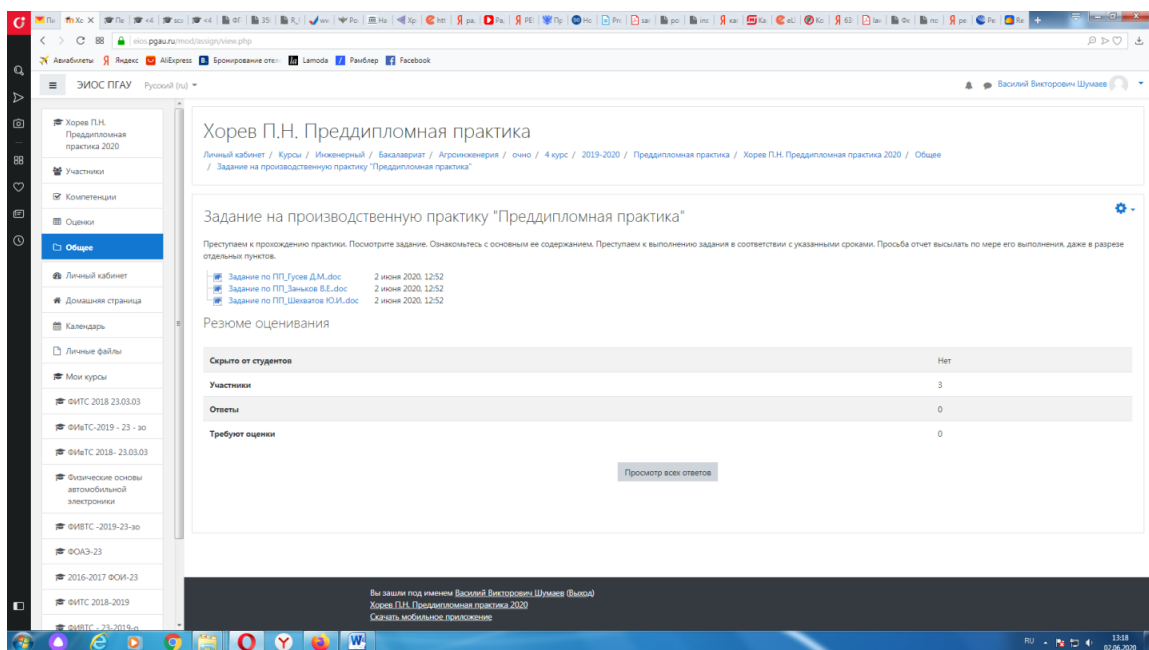 eios.pgau.ru/mod/assign/view.php
Авиабилеты Яндекс AliExpress Бронирование отел Lamoda Рамблер Facebook
ЭИОС ПГАУ Русский (ru) Василий Викторович Шумаев
Хорев П.Н.
Преддипломная
практика 2020
Участники
Компетенции
Оценки
Общее
Личный кабинет
Домашняя страница
Календарь
Личные файлы
Мои курсы
ФИТС 2018 23.03.03
ФИвТС-2019 - 23 - зо
ФИвТС 2018- 23.03.03
Физические основы
автомобильной
электроники
ФИВТС -2019-23-зо
ФОАЭ-23
2016-2017 ФОИ-23
ФИТС 2018-2019
ФИВТС - 23-2019-о
Хорев П.Н. Преддипломная практика
Личный кабинет / Курсы / Инженерный / Бакалавриат / Агроинженерия / очно / 4 курс / 2019-2020 / Преддипломная практика / Хорев П.Н. Преддипломная практика 2020 / Общее
/ Задание на производственную практику "Преддипломная практика"
Задание на производственную практику "Преддипломная практика"
Преступаем к прохождению практики. Посмотрите задание. Ознакомьтесь с основным ее содержанием. Преступаем к выполнению задания в соответствии с указанными сроками. Просьба отчет высылать по мере его выполнения, даже в разрезе
отдельных пунктов.
Задание по ПП_Гусев Д.М..doc 2 июня 2020, 12:52
Задание по ПП_Заньков В.Е..doc 2 июня 2020, 12:52
Задание по ПП_Шехватов Ю.И..doc 2 июня 2020, 12:52
Резюме оценивания
Скрыто от студентов Нет
Участники 3
Ответы 0
Требуют оценки 0
Просмотр всех ответов
Вы зашли под именем Василий Викторович Шумаев (Выход)
Хорев П.Н. Преддипломная практика 2020
Скачать мобильное приложение
RU 13:18
02.06.2020